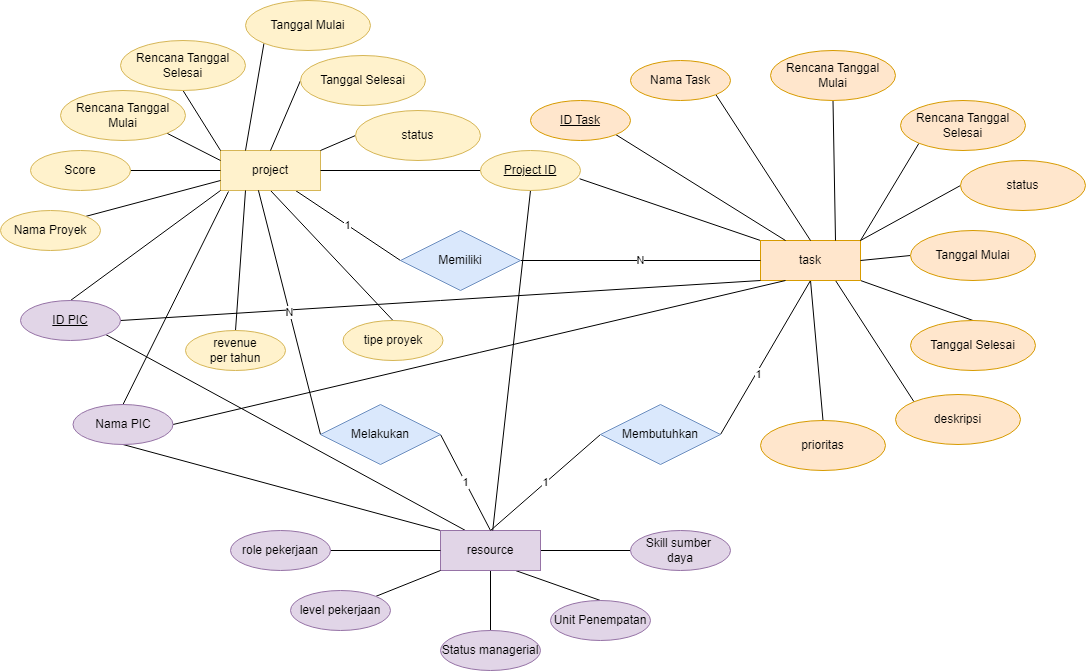 Tanggal Mulai
Rencana Tanggal
Selesai
Tanggal Selesai
Rencana Tanggal
Mulai
status
Score
project
Project ID
Nama Proyek
Nama Task
Rencana Tanggal
Mulai
ID Task
Rencana Tanggal
Selesai
status
1
Memiliki
N
task
Tanggal Mulai
ID PIC
N
revenue
per tahun
tipe proyek
Tanggal Selesai
1
Nama PIC
Melakukan
Membutuhkan
prioritas
deskripsi
1
1
role pekerjaan
resource
Skill sumber
daya
level pekerjaan
Status managerial
Unit Penempatan